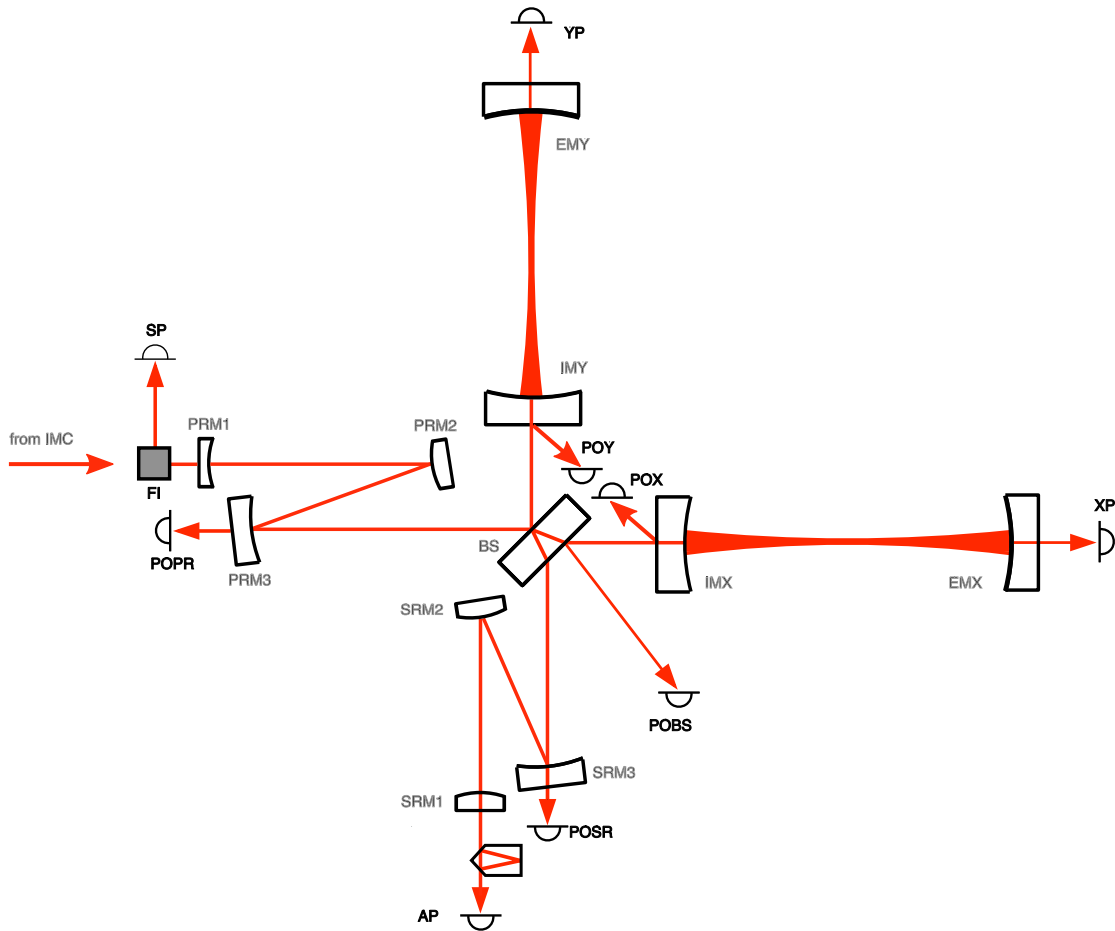 YP
EMY
SP
IMY
from IMC
PRM1
PRM2
FI
POY
POX
XP
POPR
BS
PRM3
IMX
EMX
SRM2
POBS
SRM3
SRM1
POSR
AP